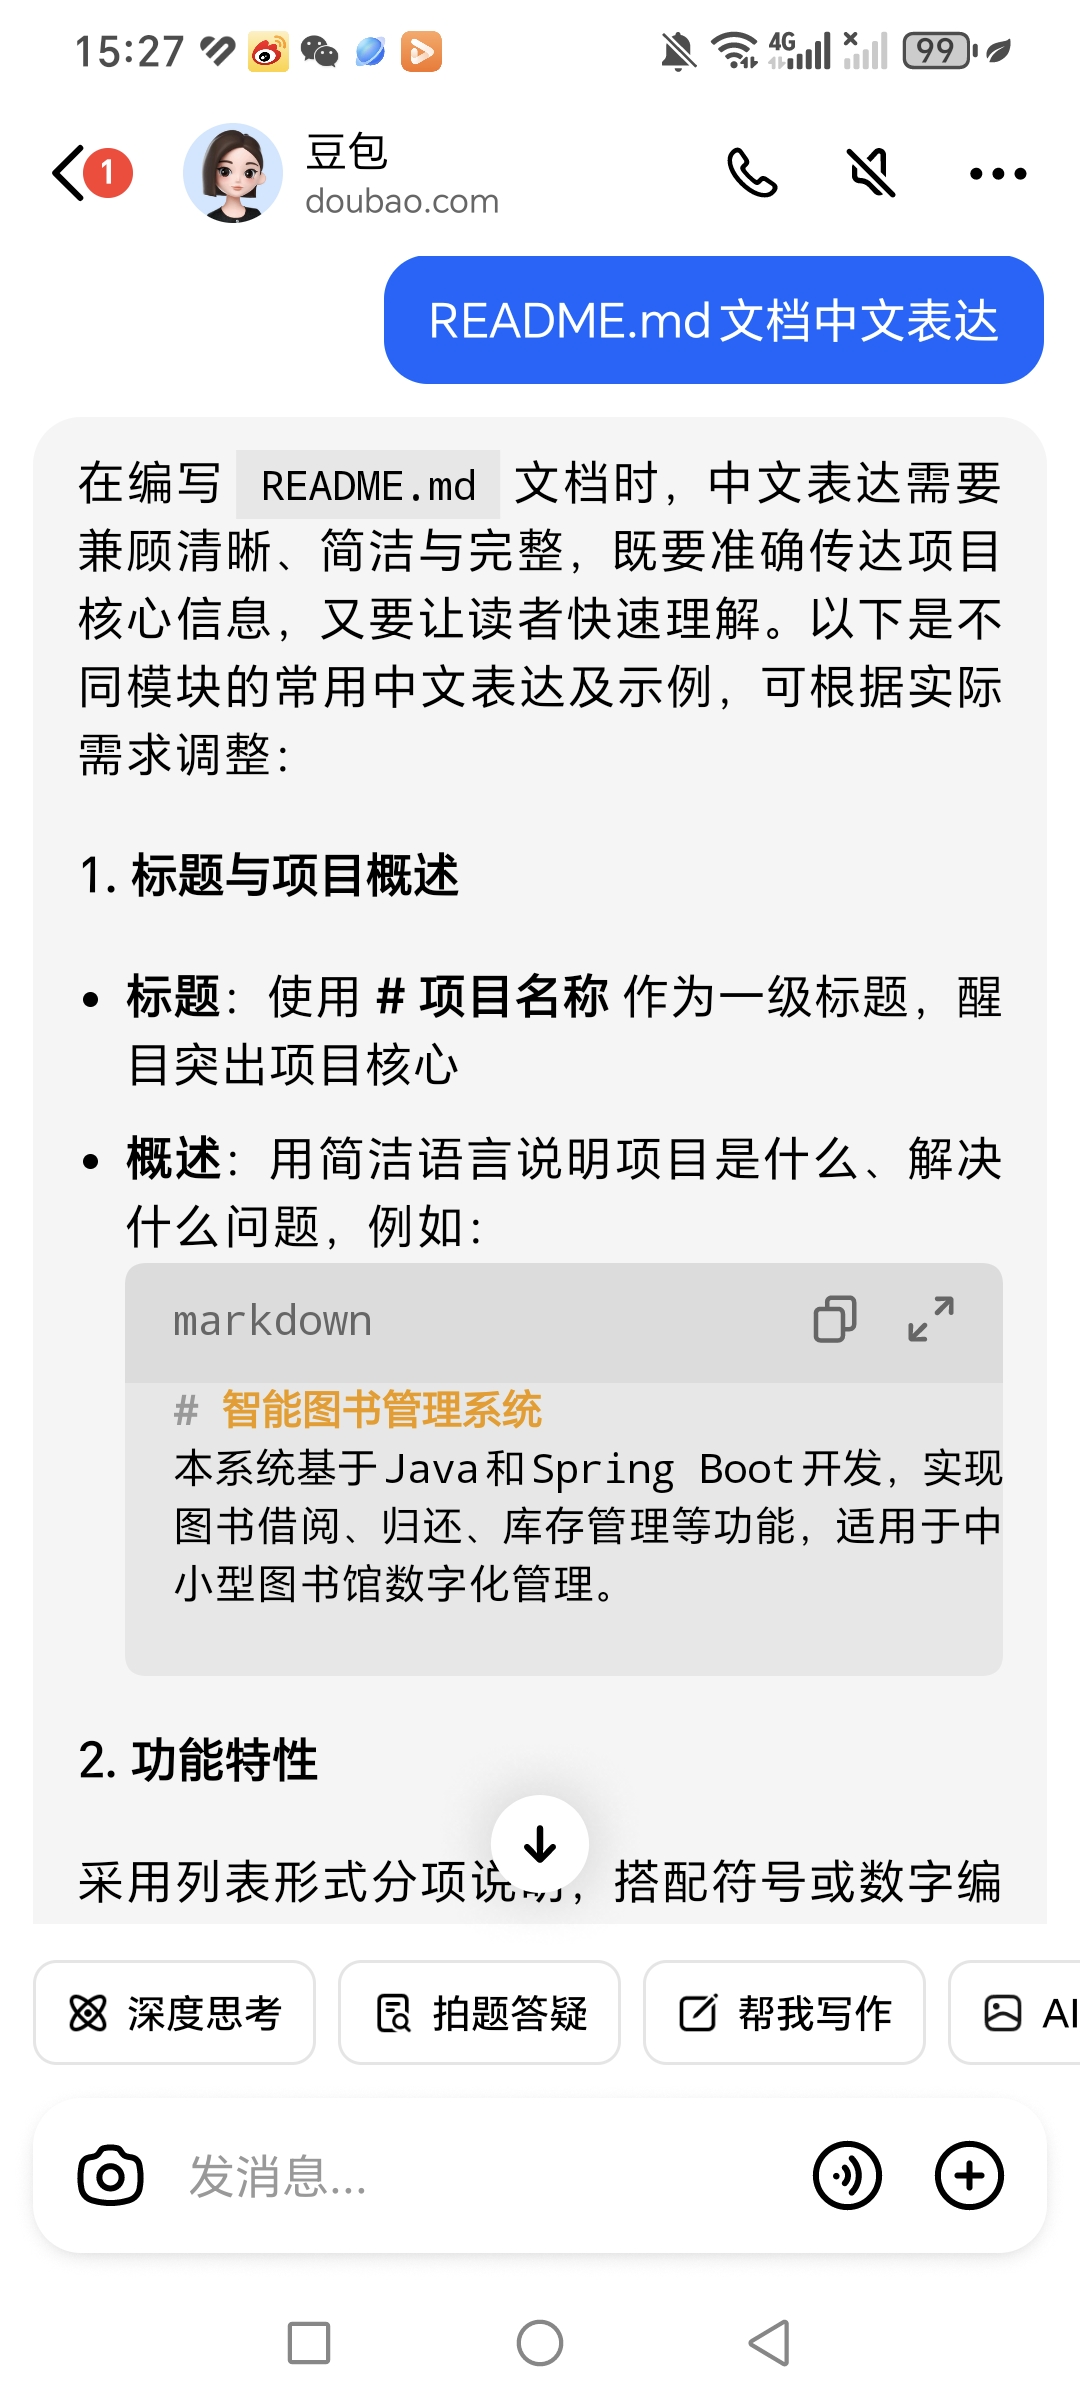 15:27
4G
99
1
豆包
doubao.com
README.md文档中文表达
在编写 README.md 文档时，中文表达需要
兼顾清晰、简洁与完整，既要准确传达项目
核心信息，又要让读者快速理解。以下是不
同模块的常用中文表达及示例，可根据实际
需求调整：
1. 标题与项目概述
• 标题：使用 # 项目名称 作为一级标题，醒
目突出项目核心
• 概述：用简洁语言说明项目是什么、解决
什么问题，例如：
markdown
# 智能图书管理系统
本系统基于Java和Spring Boot开发，实现
图书借阅、归还、库存管理等功能，适用于中
小型图书馆数字化管理。
2. 功能特性
采用列表形式分项说明，搭配符号或数字编
深度思考
拍题答疑
帮我写作
AI
发消息...